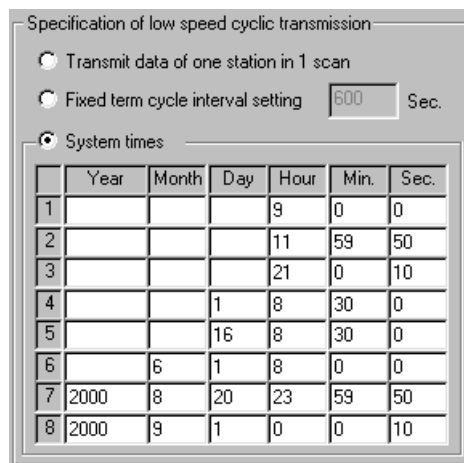 Specification of low speed cyclic transmission
Transmit data of one station in 1 scan
Fixed term cycle interval setting 600 Sec.
System times
Year Month Day Hour Min. Sec.
1 9 0 0
2 11 59 50
3 21 0 10
4 1 8 30 0
5 16 8 30 0
6 6 1 8 0 0
7 2000 8 20 23 59 50
8 2000 9 1 0 0 10